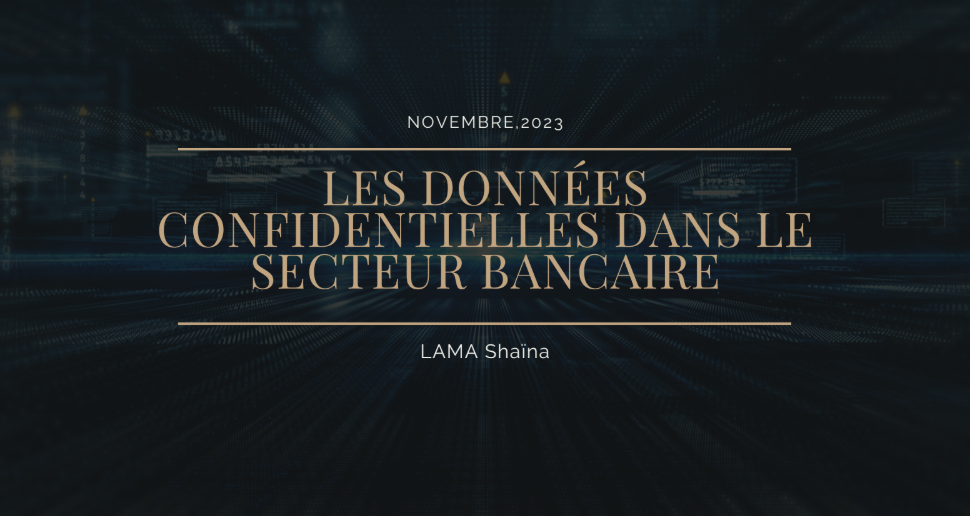 NOVEMBRE,2023
LES DONNÉES
CONFIDENTIELLES DANS LE
SECTEUR BANCAIRE
LAMA Shaïna